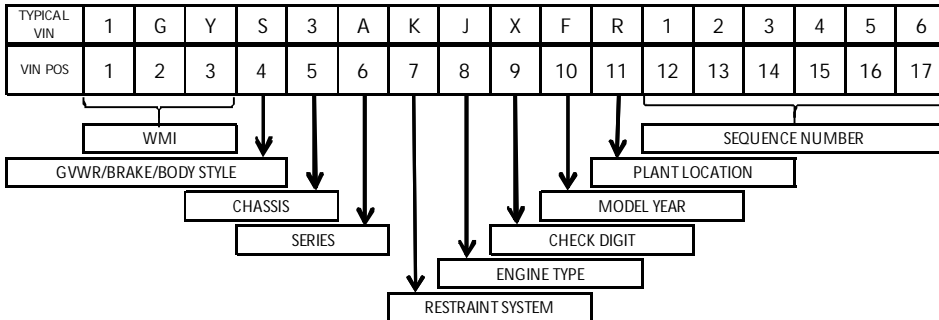 TYPICAL VIN 1 G Y S 3 A K J X F R 1 2 3 4 5 6
VIN POS 1 2 3 4 5 6 7 8 9 10 11 12 13 14 15 16 17
WMI SEQUENCE NUMBER
GVWR/BRAKE/BODY STYLE PLANT LOCATION
CHASSIS MODEL YEAR
SERIES CHECK DIGIT
ENGINE TYPE
RESTRAINT SYSTEM